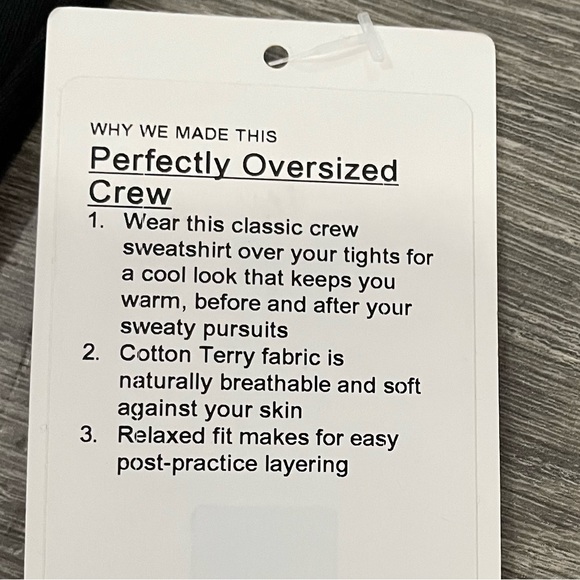 WHY WE MADE THIS
Perfectly Oversized
Crew
1. Wear this classic crew
sweatshirt over your tights for
a cool look that keeps you
warm, before and after your
sweaty pursuits
2. Cotton Terry fabric is
naturally breathable and soft
against your skin
3. Relaxed fit makes for easy
post-practice layering